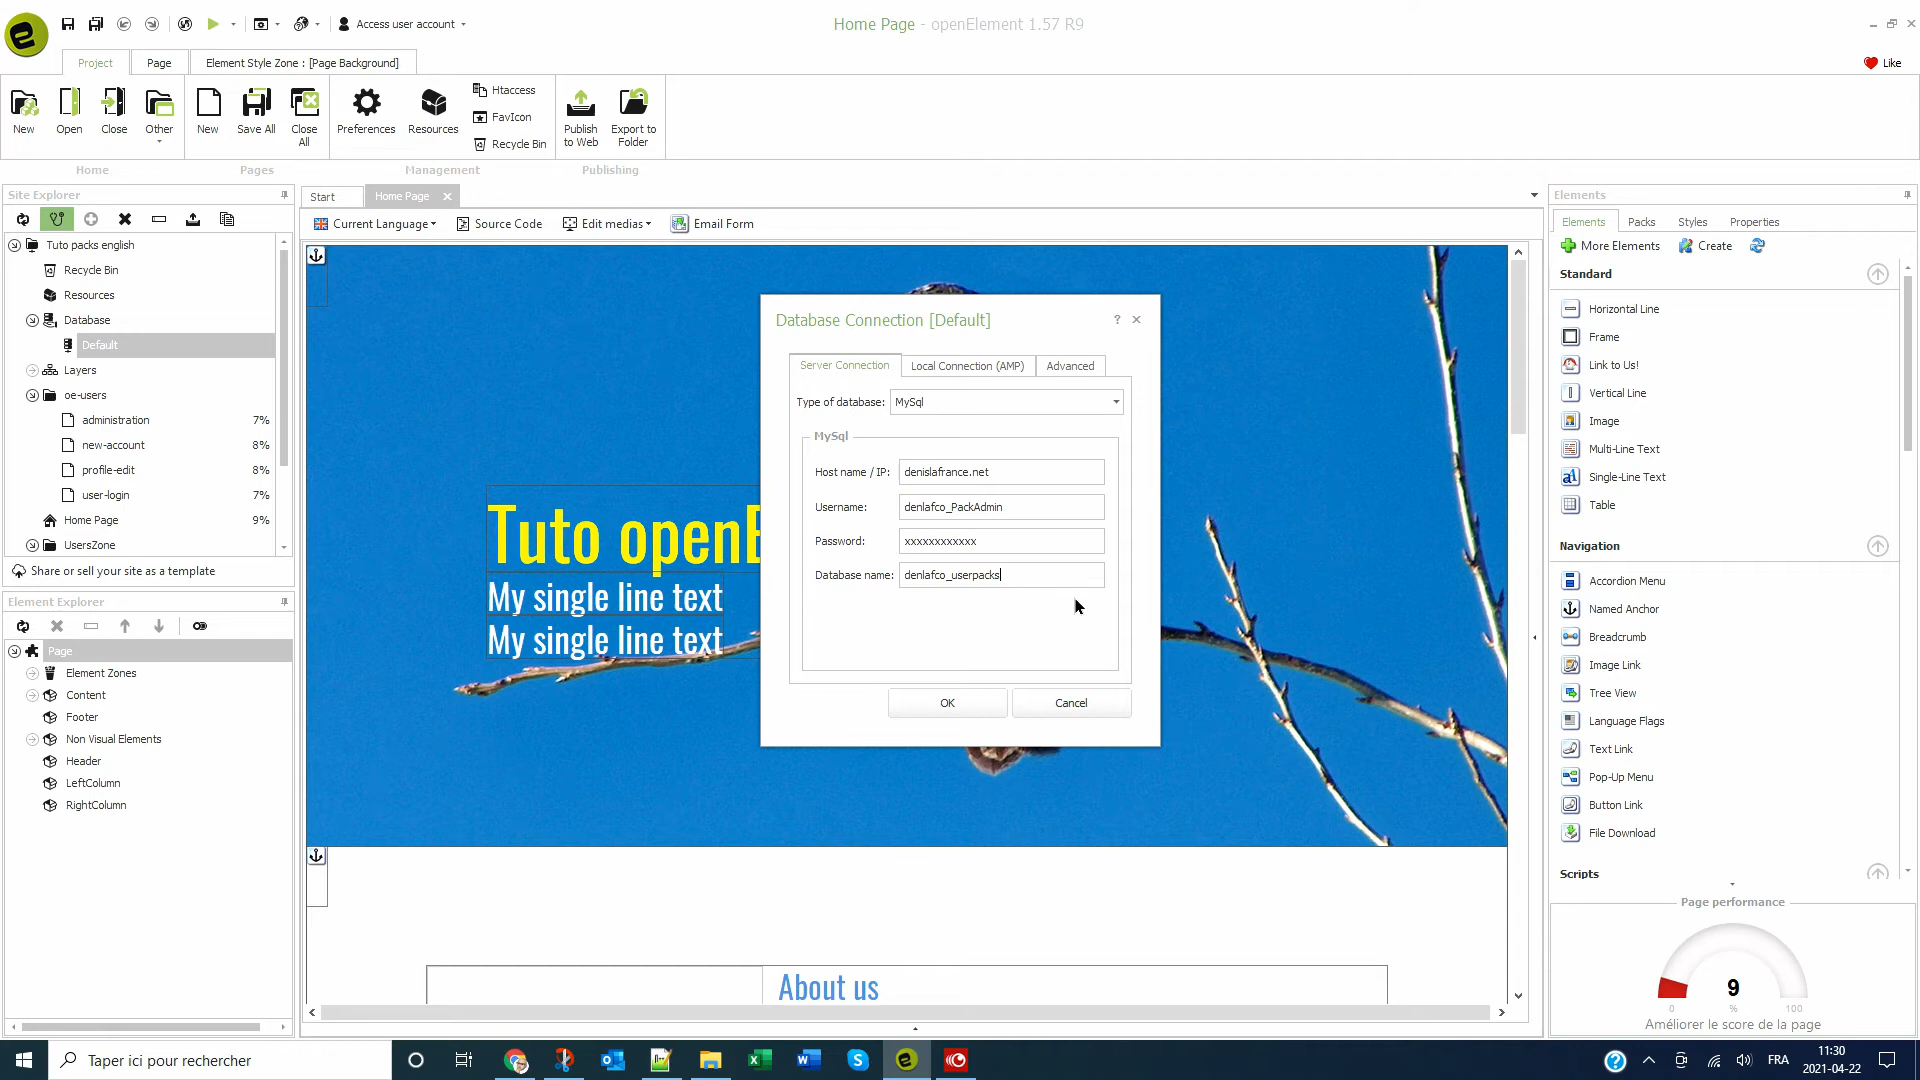 Access user account
Home Page - openElement 1.57 R9
Project
Page
Element Style Zone : [Page Background]
Like
New
Open
Close
Other
New
Save All
Close
All
Preferences
Resources
Htaccess
FavIcon
Recycle Bin
Publish
to Web
Export to
Folder
Home
Pages
Management
Publishing
Site Explorer
Tuto packs english
Recycle Bin
Resources
Database
Default
Layers
oe-users
administration 7%
new-account 8%
profile-edit 8%
user-login 7%
Home Page 9%
UsersZone
Share or sell your site as a template
Element Explorer
Page
Element Zones
Content
Footer
Non Visual Elements
Header
LeftColumn
RightColumn
Start
Home Page
Current Language
Source Code
Edit medias
Email Form
Tuto openE
My single line text
My single line text
About us
Database Connection [Default]
?
Server Connection
Local Connection (AMP)
Advanced
Type of database: MySql
MySql
Host name / IP: denislafrance.net
Username: denlafco_PackAdmin
Password: xxxxxxxxxxxx
Database name: denlafco_userpacks
OK
Cancel
Elements
Elements
Packs
Styles
Properties
More Elements
Create
Standard
Horizontal Line
Frame
Link to Us!
Vertical Line
Image
Multi-Line Text
Single-Line Text
Table
Navigation
Accordion Menu
Named Anchor
Breadcrumb
Image Link
Tree View
Language Flags
Text Link
Pop-Up Menu
Button Link
File Download
Scripts
Page performance
9
0 % 100
Améliorer le score de la page
Taper ici pour rechercher
FRA
11:30
2021-04-22